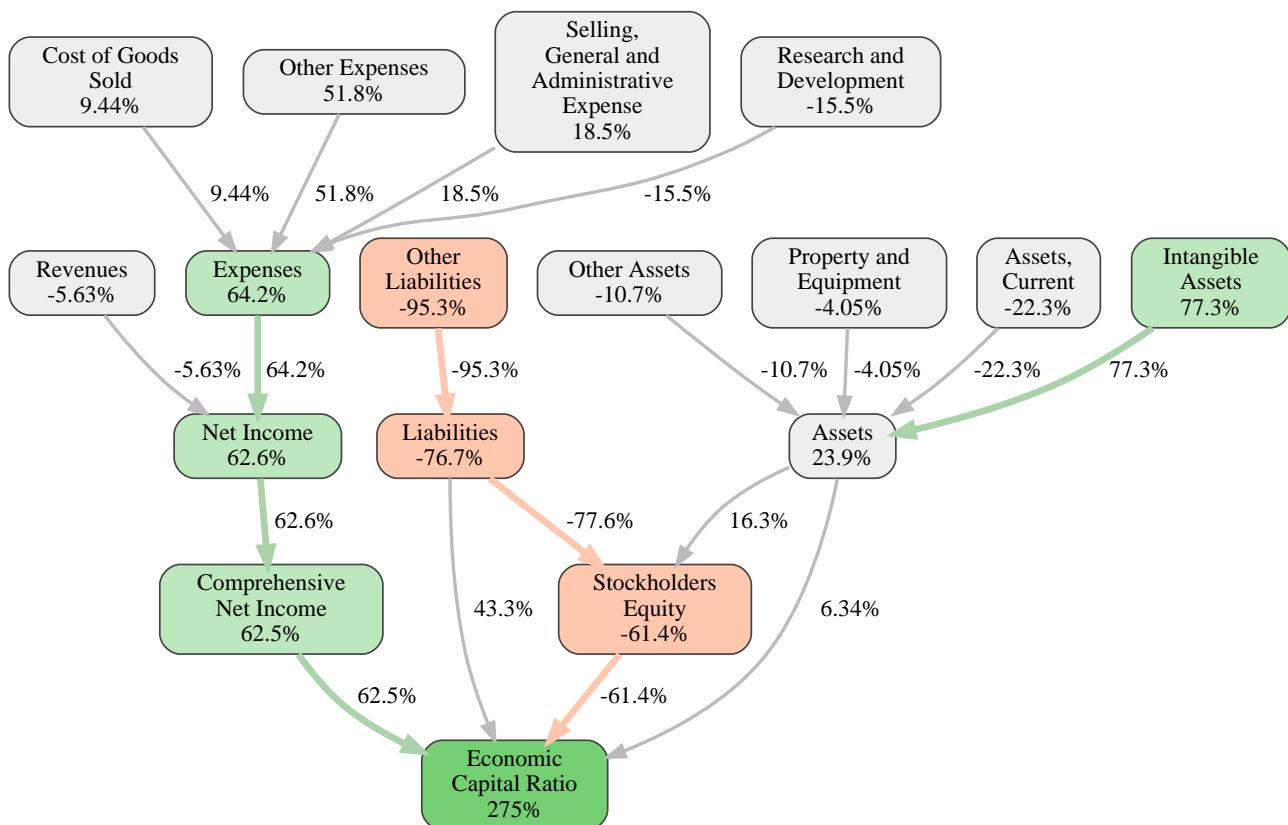 Cost of Goods
Sold
9.44%
Other Expenses
51.8%
Selling,
General and
Administrative
Expense
18.5%
Research and
Development
-15.5%
9.44%
51.8%
18.5%
-15.5%
Revenues
-5.63%
Expenses
64.2%
Other
Liabilities
-95.3%
Other Assets
-10.7%
Property and
Equipment
-4.05%
Assets,
Current
-22.3%
Intangible
Assets
77.3%
-5.63%
64.2%
-95.3%
-10.7%
-4.05%
-22.3%
77.3%
Net Income
62.6%
Liabilities
-76.7%
Assets
23.9%
62.6%
-77.6%
16.3%
Comprehensive
Net Income
62.5%
43.3%
Stockholders
Equity
-61.4%
6.34%
62.5%
-61.4%
Economic
Capital Ratio
275%